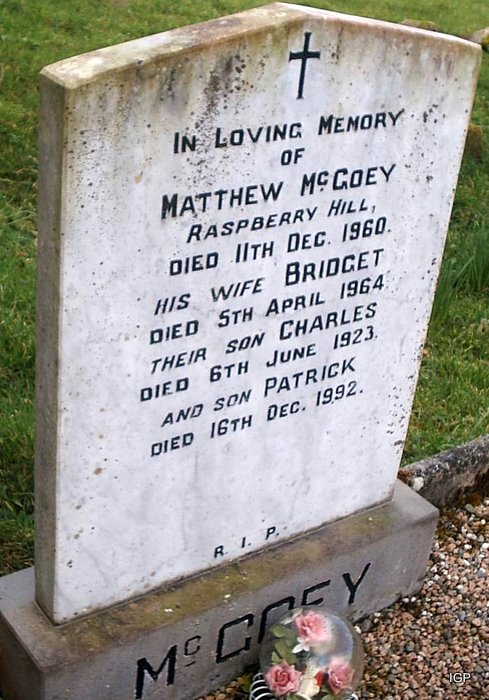 In Loving Memory
OF
Matthew McGoey
Raspberry Hill,
DIED 11TH Dec. 1960.
HIS WIFE Bridget
DIED 5TH April 1964
THEIR SON Charles
DIED 6TH June 1923.
AND SON Patrick
DIED 16TH Dec. 1992.
R. I. P.
McGOEY
IGP